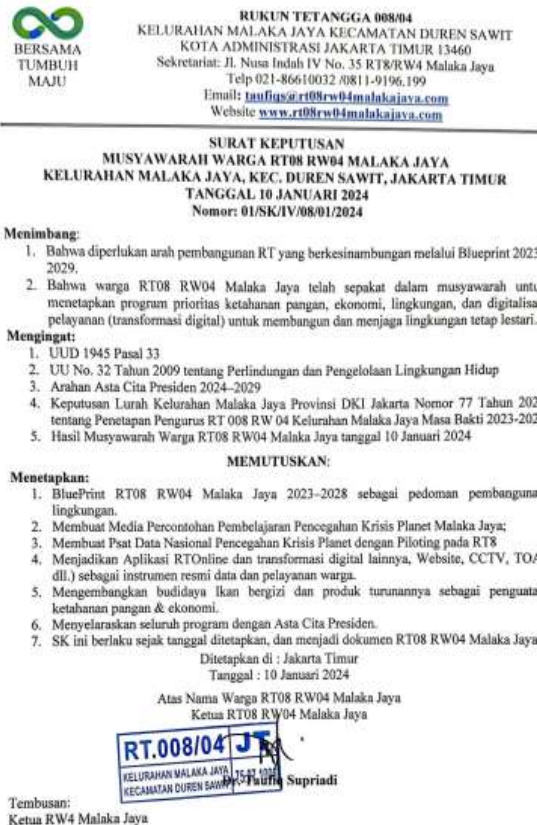 BERSAMA
TUMBUH
MAJU
RUKUN TETANGGA 008/04
KELURAHAN MALAKA JAYA KECAMATAN DUREN SAWIT
KOTA ADMINISTRASI JAKARTA TIMUR 13460
Sekretariat: Jl. Nusa Indah IV No. 35 RT8/RW4 Malaka Jaya
Telp 021-86610032 /0811-9196.199
Email: taufiqs@rt08rw04malakajaya.com
Website www.rt08rw04malakajaya.com
SURAT KEPUTUSAN
MUSYAWARAH WARGA RT08 RW04 MALAKA JAYA
KELURAHAN MALAKA JAYA, KEC. DUREN SAWIT, JAKARTA TIMUR
TANGGAL 10 JANUARI 2024
Nomor: 01/SK/IV/08/01/2024
Menimbang:
1. Bahwa diperlukan arah pembangunan RT yang berkesinambungan melalui Blueprint 2023
2029.
2. Bahwa warga RT08 RW04 Malaka Jaya telah sepakat dalam musyawarah untu
menetapkan program prioritas ketahanan pangan, ekonomi, lingkungan, dan digitalisa
pelayanan (transformasi digital) untuk membangun dan menjaga lingkungan tetap lestari.
Mengingat:
1. UUD 1945 Pasal 33
2. UU No. 32 Tahun 2009 tentang Perlindungan dan Pengelolaan Lingkungan Hidup
3. Arahan Asta Cita Presiden 2024–2029
4. Keputusan Lurah Kelurahan Malaka Jaya Provinsi DKI Jakarta Nomor 77 Tahun 202
tentang Penetapan Pengurus RT 008 RW 04 Kelurahan Malaka Jaya Masa Bakti 2023-202
5. Hasil Musyawarah Warga RT08 RW04 Malaka Jaya tanggal 10 Januari 2024
MEMUTUSKAN:
Menetapkan:
1. BluePrint RT08 RW04 Malaka Jaya 2023–2028 sebagai pedoman pembanguna
lingkungan.
2. Membuat Media Percontohan Pembelajaran Pencegahan Krisis Planet Malaka Jaya;
3. Membuat Psat Data Nasional Pencegahan Krisis Planet dengan Piloting pada RT8
4. Menjadikan Aplikasi RTOnline dan transformasi digital lainnya, Website, CCTV, TOA
dll.) sebagai instrumen resmi data dan pelayanan warga.
5. Mengembangkan budidaya Ikan bergizi dan produk turunannya sebagai penguata
ketahanan pangan & ekonomi.
6. Menyelaraskan seluruh program dengan Asta Cita Presiden.
7. SK ini berlaku sejak tanggal ditetapkan, dan menjadi dokumen RT08 RW04 Malaka Jaya
Ditetapkan di : Jakarta Timur
Tanggal : 10 Januari 2024
Atas Nama Warga RT08 RW04 Malaka Jaya
Ketua RT08 RW04 Malaka Jaya
RT.008/04 JT
KELURAHAN MALAKA JAYA
KECAMATAN DUREN SAWIT
Dr. Taufiq Supriadi
Tembusan:
Ketua RW4 Malaka Jaya